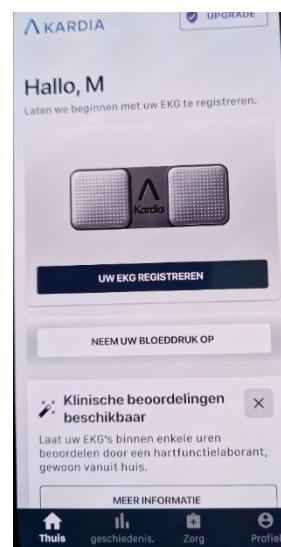 KARDIA
UPGRADE
Hallo, M
Laten we beginnen met uw EKG te registreren.
Kardia
UW EKG REGISTREREN
NEEM UW BLOEDDRUK OP
Klinische beoordelingen
beschikbaar
Laat uw EKG's binnen enkele uren
beoordelen door een hartfunctielaborant,
gewoon vanuit huis.
MEER INFORMATIE
Thuis geschiedenis. Zorg Profiel